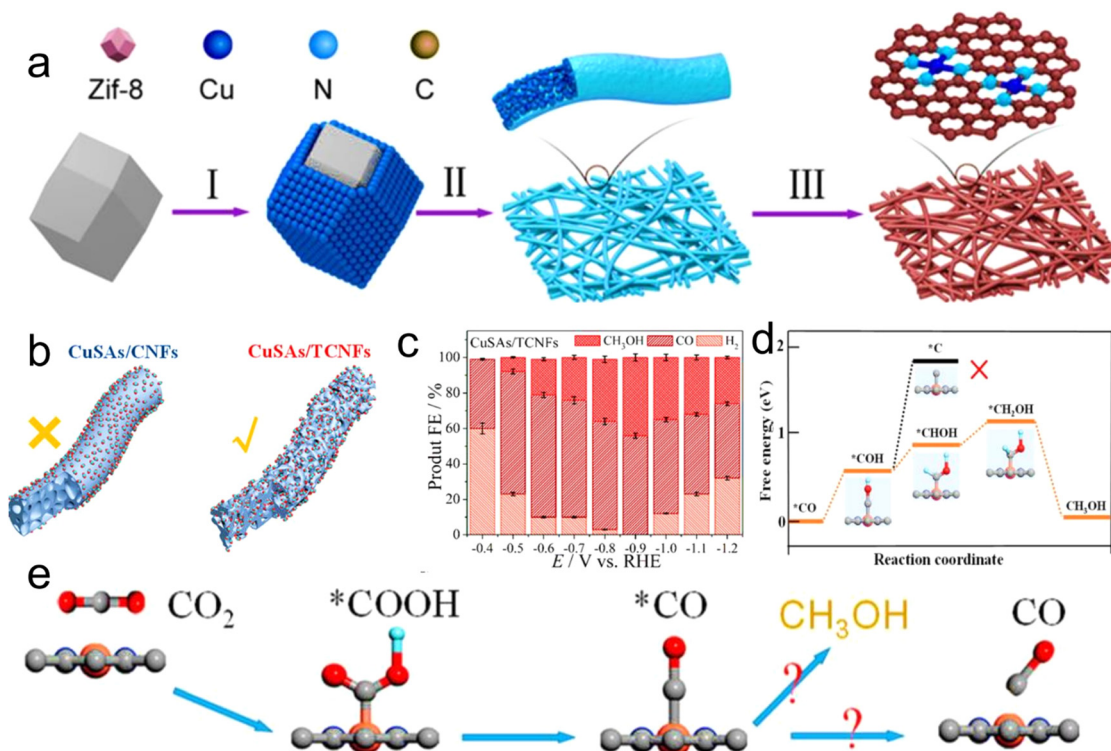 a
Zif-8 Cu N C
I II III
b
CuSAs/CNFs CuSAs/TCNFs
c
CuSAs/TCNFs CH₃OH CO H₂
Produt FE / %
100
80
60
40
20
0
-0.4 -0.5 -0.6 -0.7 -0.8 -0.9 -1.0 -1.1 -1.2
E / V vs. RHE
d
Free energy (eV)
2
1
0
*C
*CH₂OH
*CHOH
*COH
*CO
CH₃OH
Reaction coordinate
e
CO₂ *COOH *CO CH₃OH CO
? ?